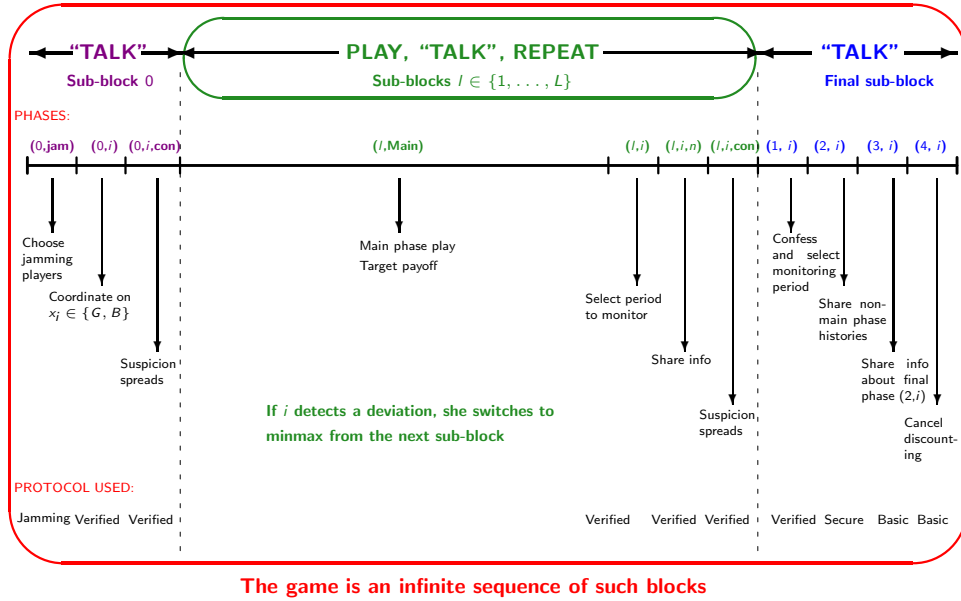 “TALK” PLAY, “TALK”, REPEAT “TALK”
Sub-block 0 Sub-blocks l ∈ {1, . . . , L} Final sub-block
PHASES:
(0,jam) (0,i) (0,i,con) (l,Main) (l,i) (l,i,n) (l,i,con) (1, i) (2, i) (3, i) (4, i)
Choose
jamming
players
Coordinate on
x_i ∈ {G, B}
Suspicion
spreads
Main phase play
Target payoff
Select period
to monitor
Share info
Suspicion
spreads
Confess
and select
monitoring
period
Share non-
main phase
histories
Share info
about final
phase (2,i)
Cancel
discount-
ing
If i detects a deviation, she switches to
minmax from the next sub-block
PROTOCOL USED:
Jamming Verified Verified Verified Verified Verified Verified Secure Basic Basic
The game is an infinite sequence of such blocks